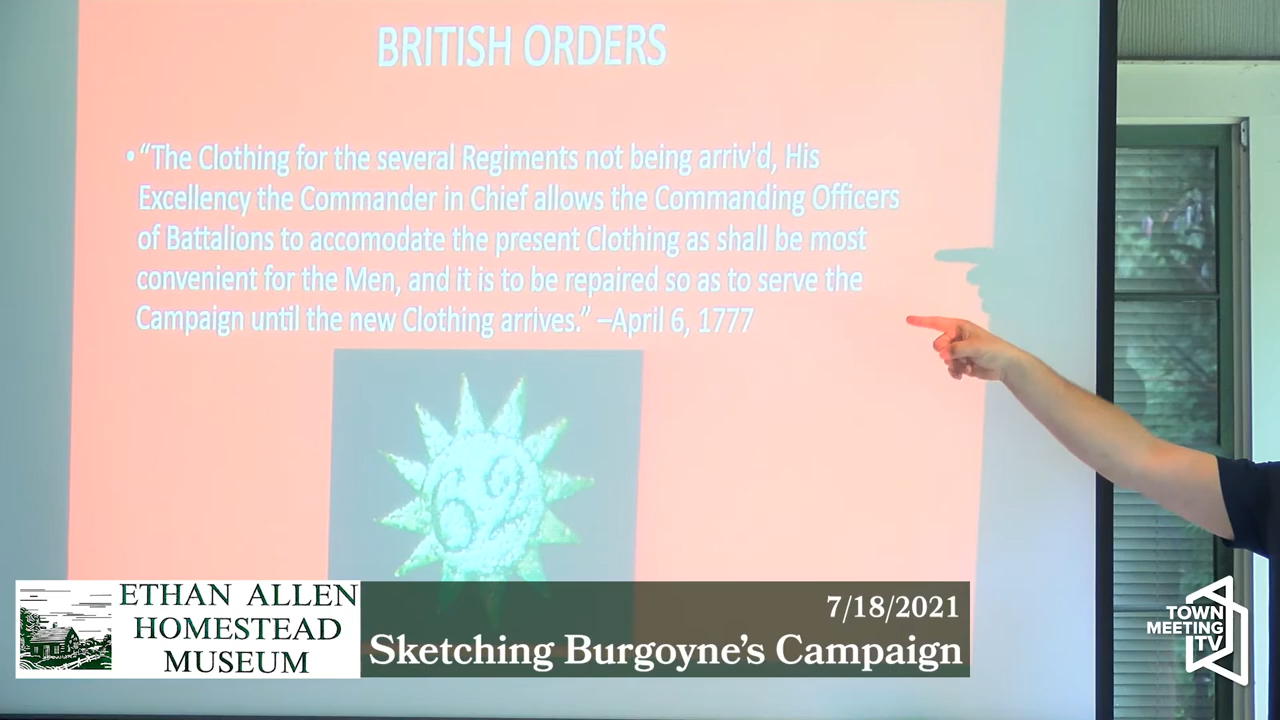 BRITISH ORDERS
• “The Clothing for the several Regiments not being arriv'd, His
Excellency the Commander in Chief allows the Commanding Officers
of Battalions to accomodate the present Clothing as shall be most
convenient for the Men, and it is to be repaired so as to serve the
Campaign until the new Clothing arrives.” –April 6, 1777
62
ETHAN ALLEN
HOMESTEAD
MUSEUM
7/18/2021
Sketching Burgoyne’s Campaign
TOWN
MEETING
TV